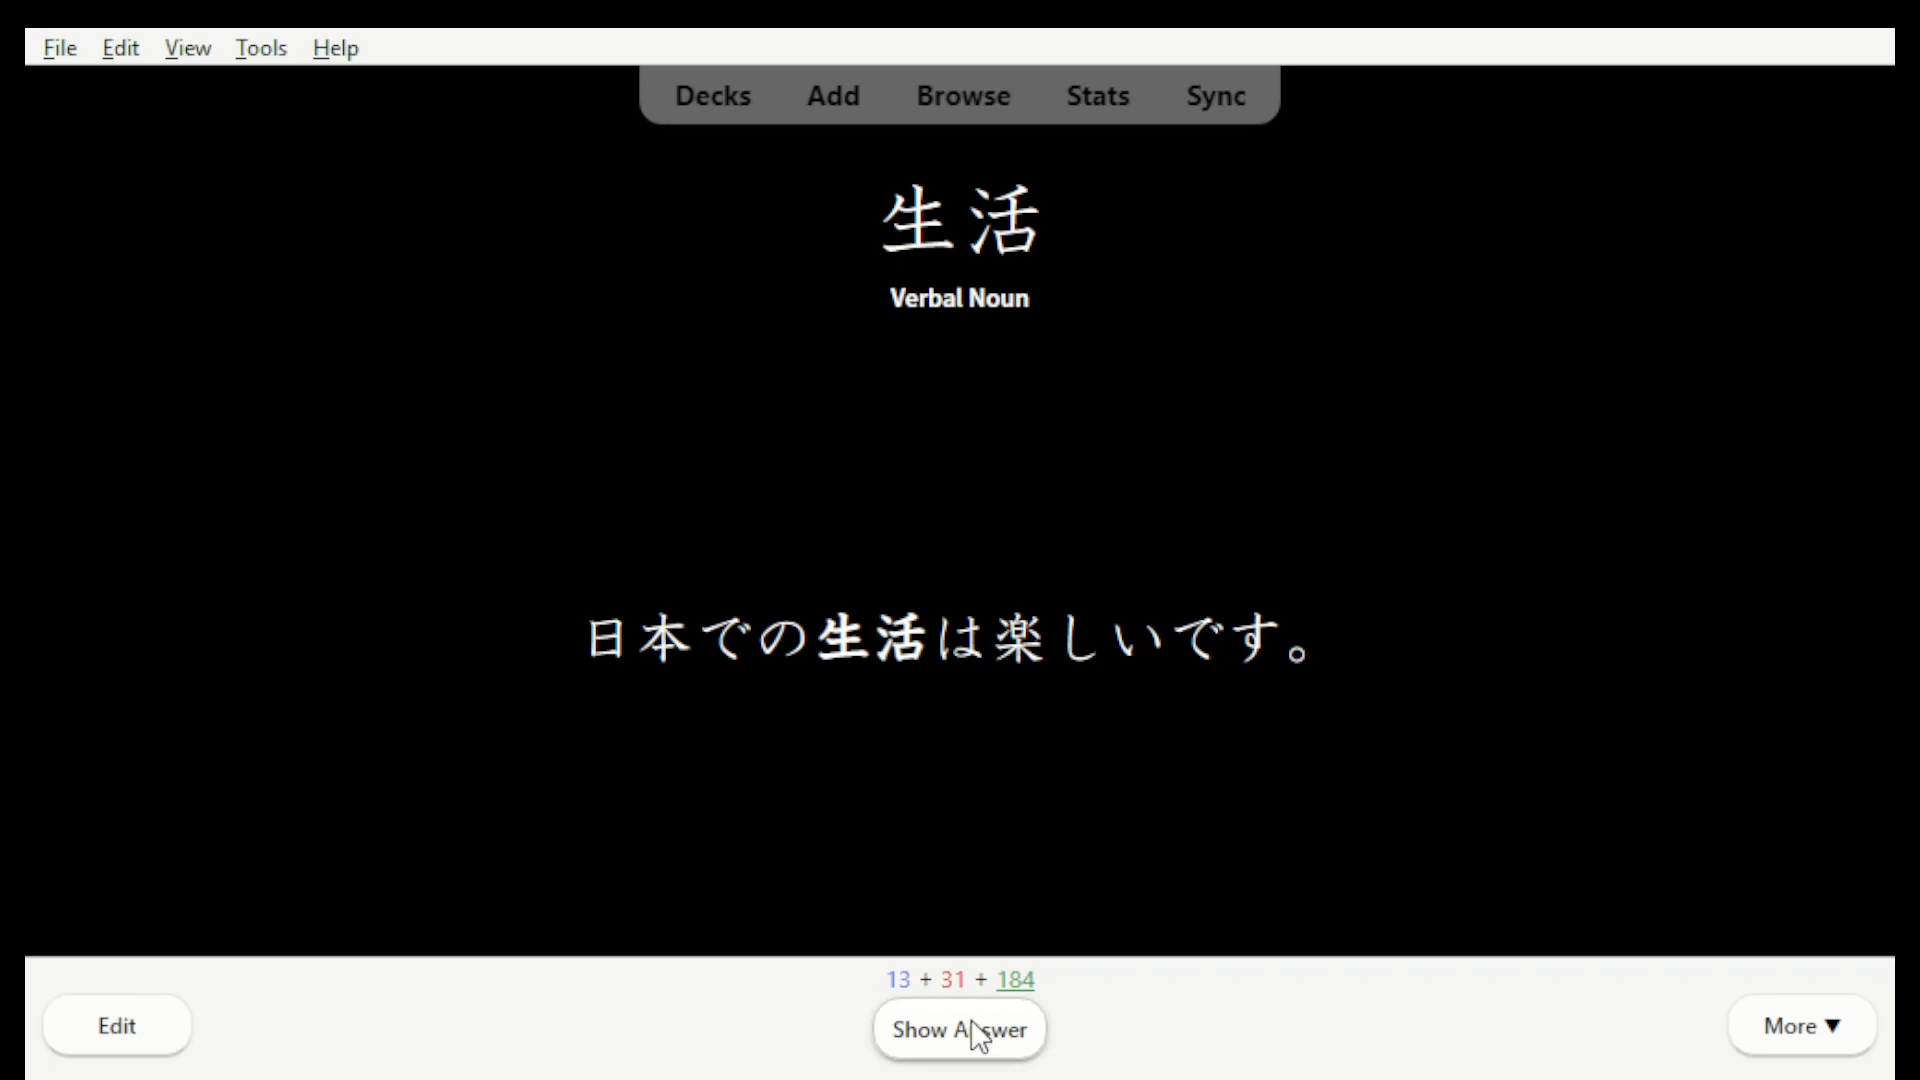 File Edit View Tools Help
Decks Add Browse Stats Sync
生活
Verbal Noun
日本での生活は楽しいです。
13 + 31 + 184
Edit Show Answer More ▼